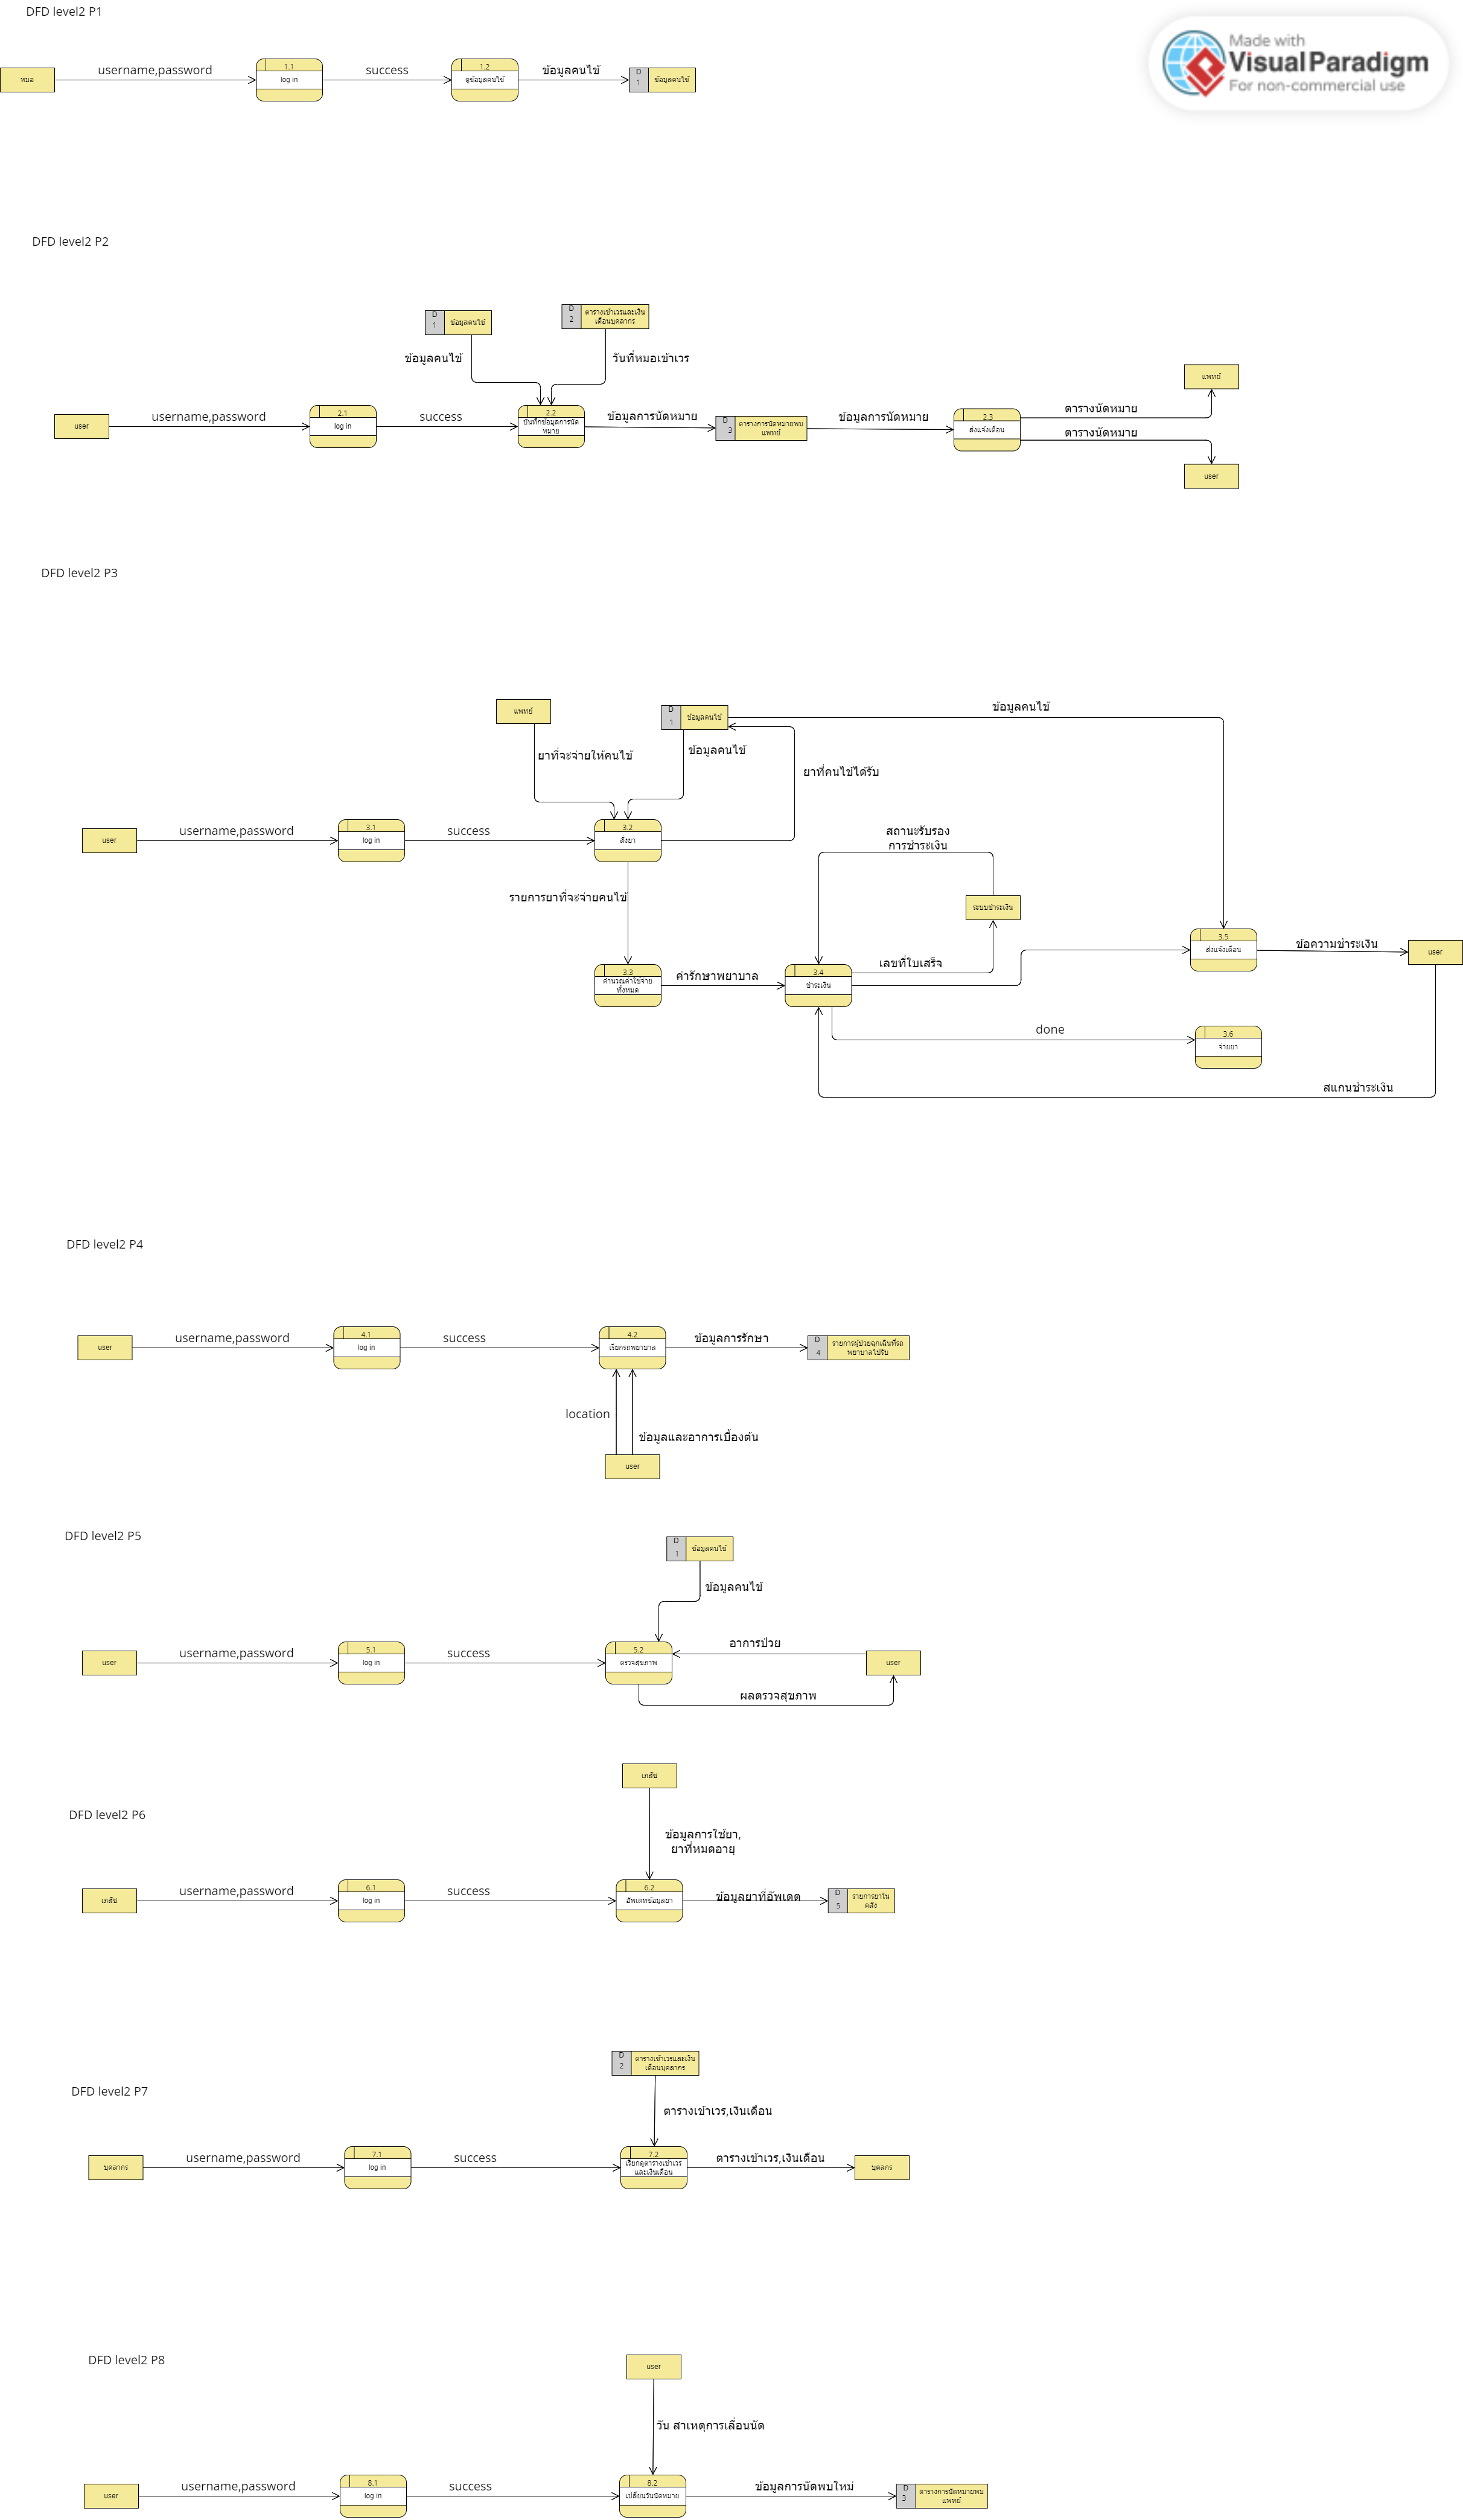 DFD level2 P1
Made with
Visual Paradigm
For non-commercial use
หมอ
username,password
1.1
log in
success
1.2
ดูข้อมูลคนไข้
ข้อมูลคนไข้
D
1
ข้อมูลคนไข้
DFD level2 P2
D
1
ข้อมูลคนไข้
D
2
ตารางเข้าเวรและเงิน
เดือนบุคลากร
ข้อมูลคนไข้
วันที่หมอเข้าเวร
user
username,password
2.1
log in
success
2.2
บันทึกข้อมูลการนัด
หมาย
ข้อมูลการนัดหมาย
D
3
ตารางการนัดหมายพบ
แพทย์
ข้อมูลการนัดหมาย
2.3
ส่งแจ้งเตือน
ตารางนัดหมาย
แพทย์
ตารางนัดหมาย
user
DFD level2 P3
แพทย์
D
1
ข้อมูลคนไข้
ข้อมูลคนไข้
ยาที่จะจ่ายให้คนไข้
ข้อมูลคนไข้
ยาที่คนไข้ได้รับ
user
username,password
3.1
log in
success
3.2
สั่งยา
สถานะรับรอง
การชำระเงิน
รายการยาที่จะจ่ายคนไข้
ระบบชำระเงิน
3.3
คำนวณค่าใช้จ่าย
ทั้งหมด
ค่ารักษาพยาบาล
3.4
ชำระเงิน
เลขที่ใบเสร็จ
3.5
ส่งแจ้งเตือน
ข้อความชำระเงิน
user
done
3.6
จ่ายยา
สแกนชำระเงิน
DFD level2 P4
user
username,password
4.1
log in
success
4.2
เรียกรถพยาบาล
ข้อมูลการรักษา
D
4
รายการผู้ป่วยฉุกเฉินที่รถ
พยาบาลไปรับ
location
ข้อมูลและอาการเบื้องต้น
user
DFD level2 P5
D
1
ข้อมูลคนไข้
ข้อมูลคนไข้
user
username,password
5.1
log in
success
5.2
ตรวจสุขภาพ
อาการป่วย
user
ผลตรวจสุขภาพ
DFD level2 P6
เภสัช
ข้อมูลการใช้ยา,
ยาที่หมดอายุ
เภสัช
username,password
6.1
log in
success
6.2
อัพเดทข้อมูลยา
ข้อมูลยาที่อัพเดต
D
5
รายการยาใน
คลัง
DFD level2 P7
D
2
ตารางเข้าเวรและเงิน
เดือนบุคลากร
ตารางเข้าเวร,เงินเดือน
บุคลากร
username,password
7.1
log in
success
7.2
เรียกดูตารางเข้าเวร
และเงินเดือน
ตารางเข้าเวร,เงินเดือน
บุคลกร
DFD level2 P8
user
วัน สาเหตุการเลื่อนนัด
user
username,password
8.1
log in
success
8.2
เปลี่ยนวันนัดหมาย
ข้อมูลการนัดพบใหม่
D
3
ตารางการนัดหมายพบ
แพทย์